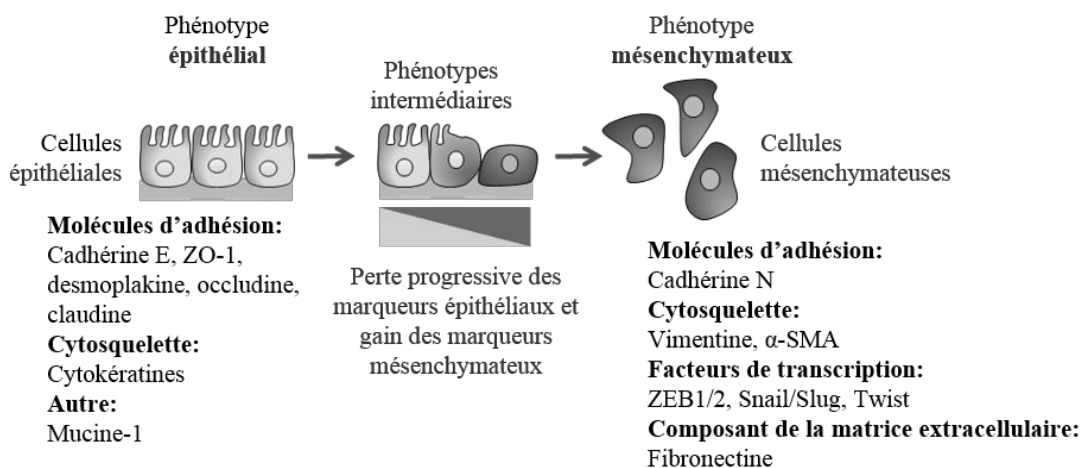 Phénotype
épithélial
Cellules
épithéliales
Phénotypes
intermédiaires
Phénotype
mésenchymateux
Cellules
mésenchymateuses
Molécules d’adhésion:
Cadhérine E, ZO-1,
desmoplakine, occludine,
claudine
Cytosquelette:
Cytokératines
Autre:
Mucine-1
Perte progressive des
marqueurs épithéliaux et
gain des marqueurs
mésenchymateux
Molécules d’adhésion:
Cadhérine N
Cytosquelette:
Vimentine, α-SMA
Facteurs de transcription:
ZEB1/2, Snail/Slug, Twist
Composant de la matrice extracellulaire:
Fibronectine